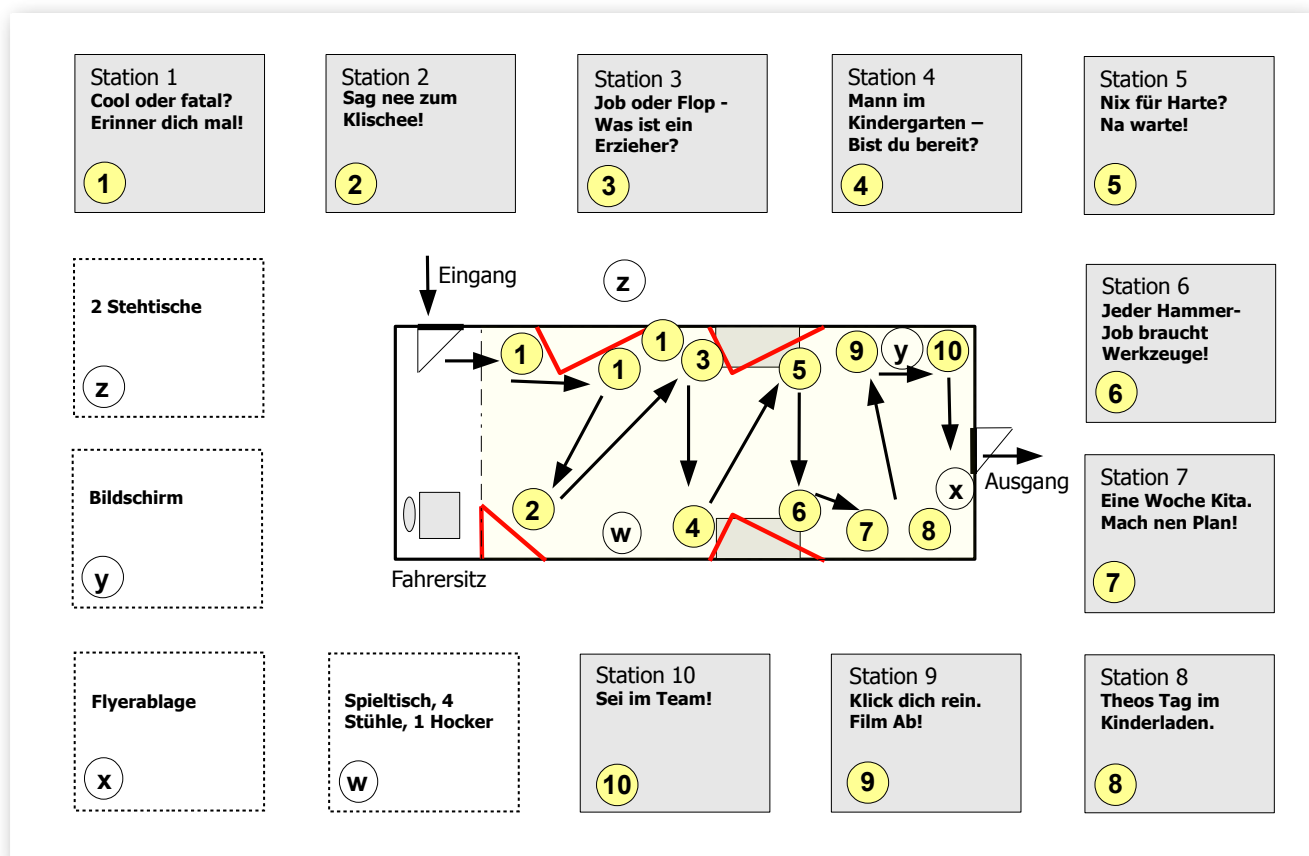 Station 1
Cool oder fatal?
Erinner dich mal!
1
Station 2
Sag nee zum
Klischee!
2
Station 3
Job oder Flop -
Was ist ein
Erzieher?
3
Station 4
Mann im
Kindergarten –
Bist du bereit?
4
Station 5
Nix für Harte?
Na warte!
5
2 Stehtische
z
Eingang
z
1
1
1
3
5
9
y
10
2
w
4
6
7
8
x
Ausgang
Fahrersitz
Station 6
Jeder Hammer-
Job braucht
Werkzeuge!
6
Bildschirm
y
Station 7
Eine Woche Kita.
Mach nen Plan!
7
Flyerablage
x
Spieltisch, 4
Stühle, 1 Hocker
w
Station 10
Sei im Team!
10
Station 9
Klick dich rein.
Film Ab!
9
Station 8
Theos Tag im
Kinderladen.
8